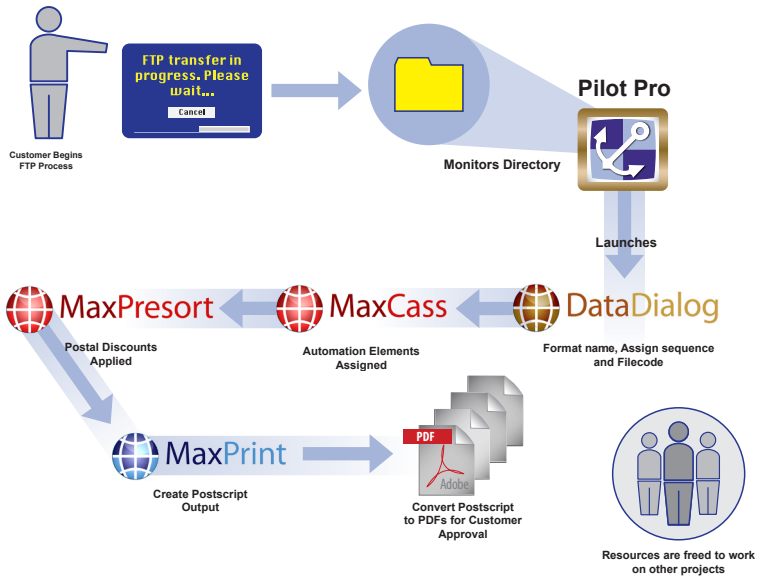 FTP transfer in
progress. Please
wait...
Cancel
Customer Begins
FTP Process
Monitors Directory
Pilot Pro
Launches
DataDialog
Format name, Assign sequence
and Filecode
MaxCass
Automation Elements
Assigned
MaxPresort
Postal Discounts
Applied
MaxPrint
Create Postscript
Output
PDF
Adobe
Convert Postscript
to PDFs for Customer
Approval
Resources are freed to work
on other projects